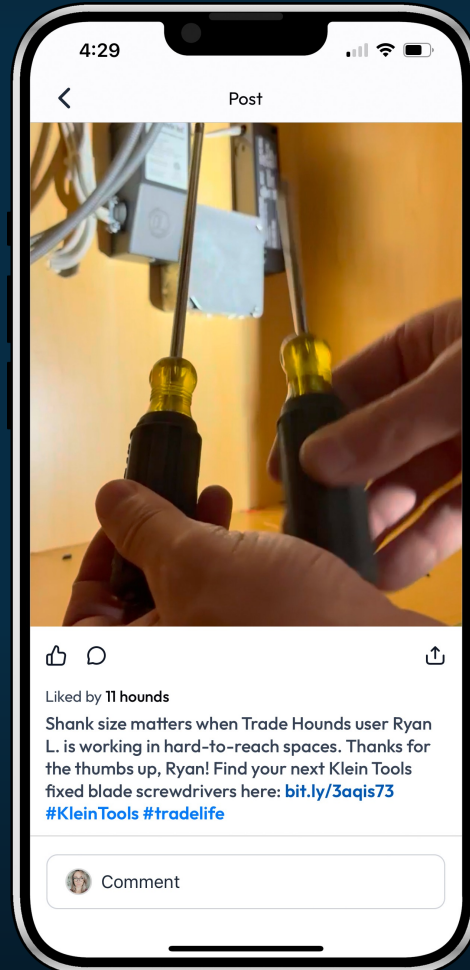 4:29
Post
Liked by 11 hounds
Shank size matters when Trade Hounds user Ryan
L. is working in hard-to-reach spaces. Thanks for
the thumbs up, Ryan! Find your next Klein Tools
fixed blade screwdrivers here: bit.ly/3aqis73
#KleinTools #tradelife
Comment